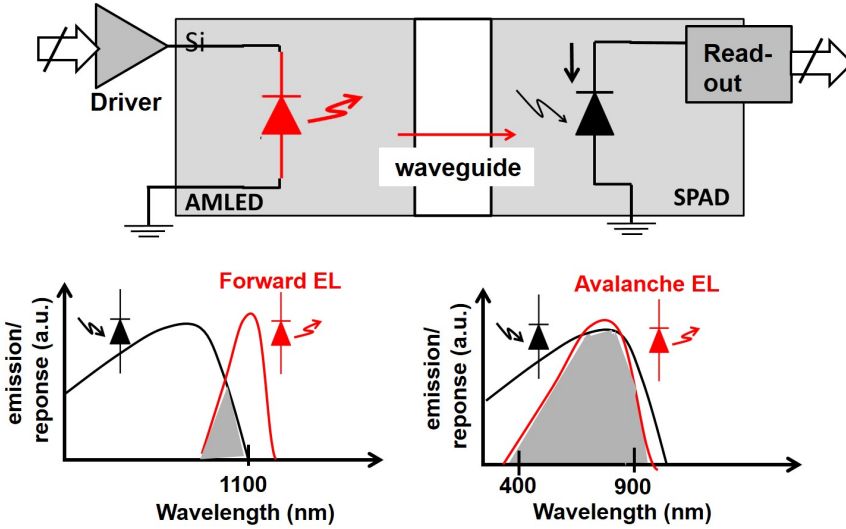 Si
Driver
Read-
out
waveguide
AMLED
SPAD
Forward EL
emission/
reponse (a.u.)
1100
Wavelength (nm)
Avalanche EL
emission/
reponse (a.u.)
400
900
Wavelength (nm)